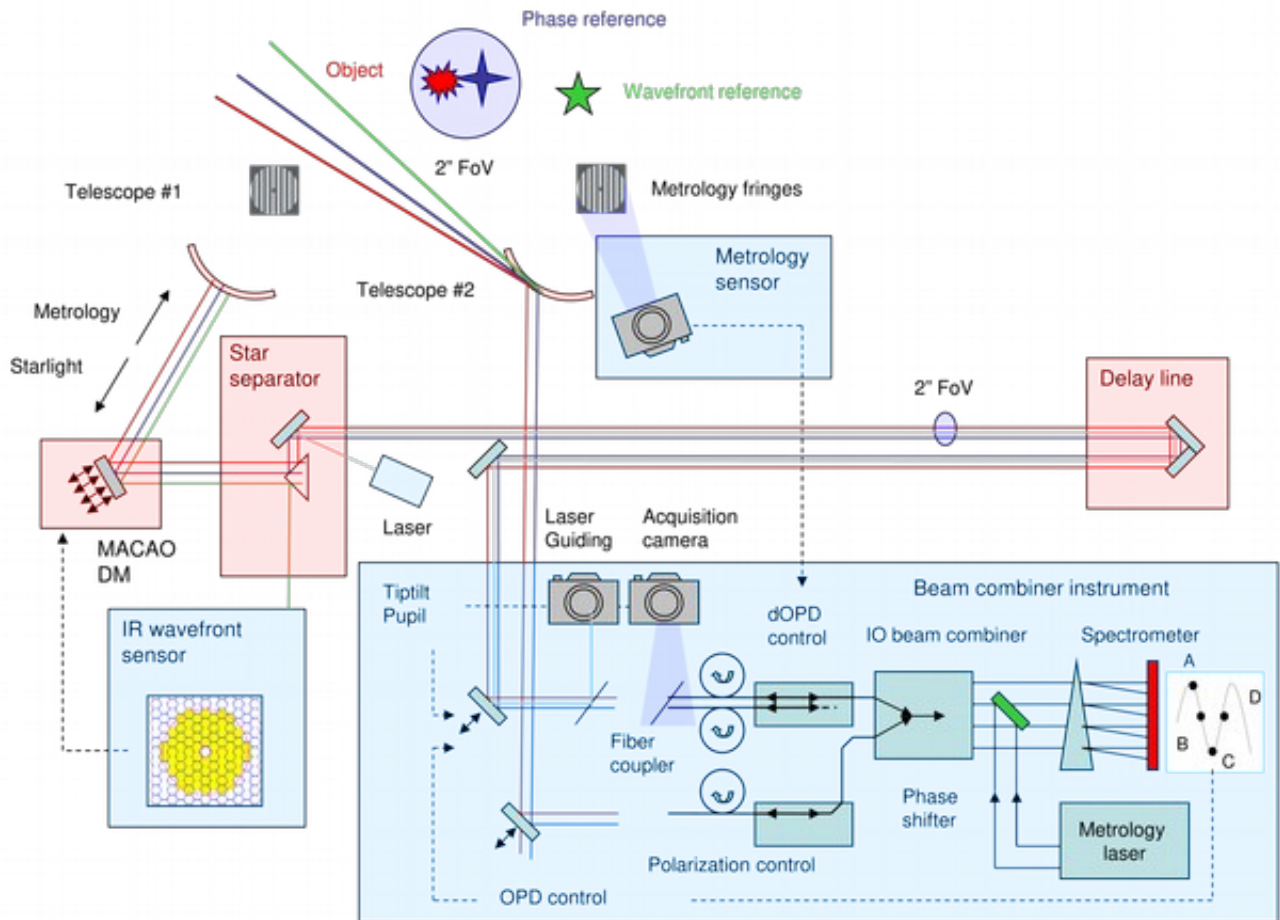 Phase reference
Object
Wavefront reference
2" FoV
Telescope #1
Metrology fringes
Metrology
sensor
Telescope #2
Metrology
Starlight
Star
separator
2" FoV
Delay line
Laser
MACAO
DM
Laser
Guiding
Acquisition
camera
IR wavefront
sensor
Beam combiner instrument
Tiptilt
Pupil
dOPD
control
IO beam combiner
Spectrometer
A
D
B
C
Fiber
coupler
Phase
shifter
Metrology
laser
Polarization control
OPD control